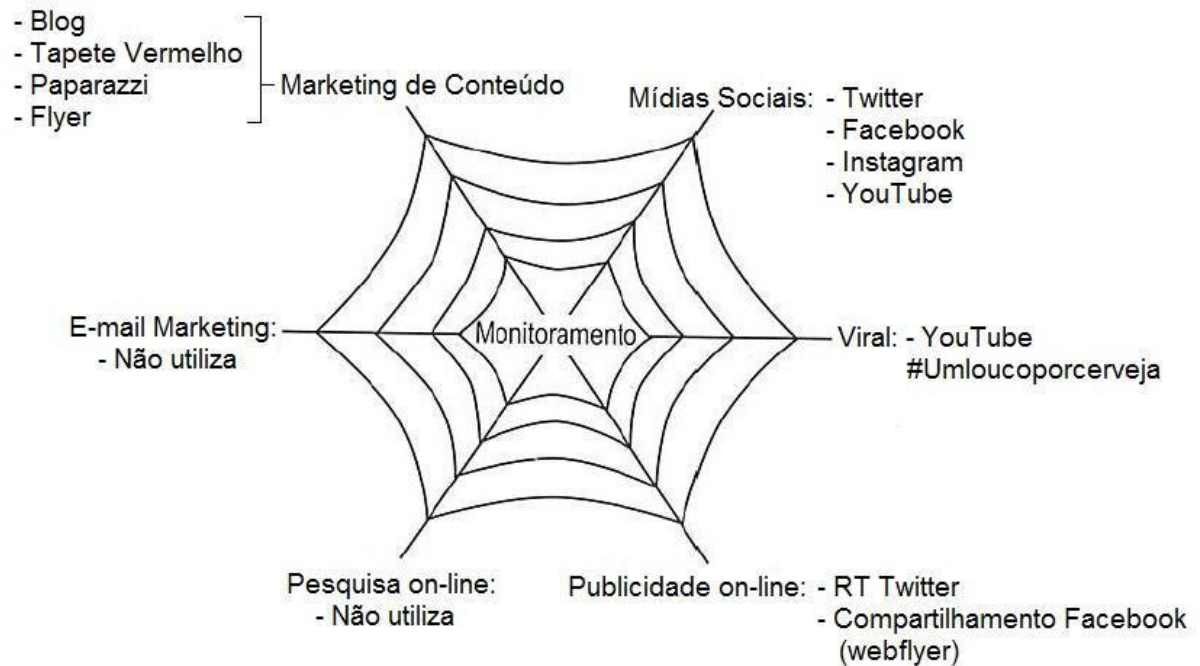 - Blog
- Tapete Vermelho
- Paparazzi
- Flyer
Marketing de Conteúdo
Mídias Sociais: - Twitter
- Facebook
- Instagram
- YouTube
E-mail Marketing:
- Não utiliza
Monitoramento
Viral: - YouTube
#Umloucoporcerveja
Pesquisa on-line:
- Não utiliza
Publicidade on-line: - RT Twitter
- Compartilhamento Facebook
(webflyer)